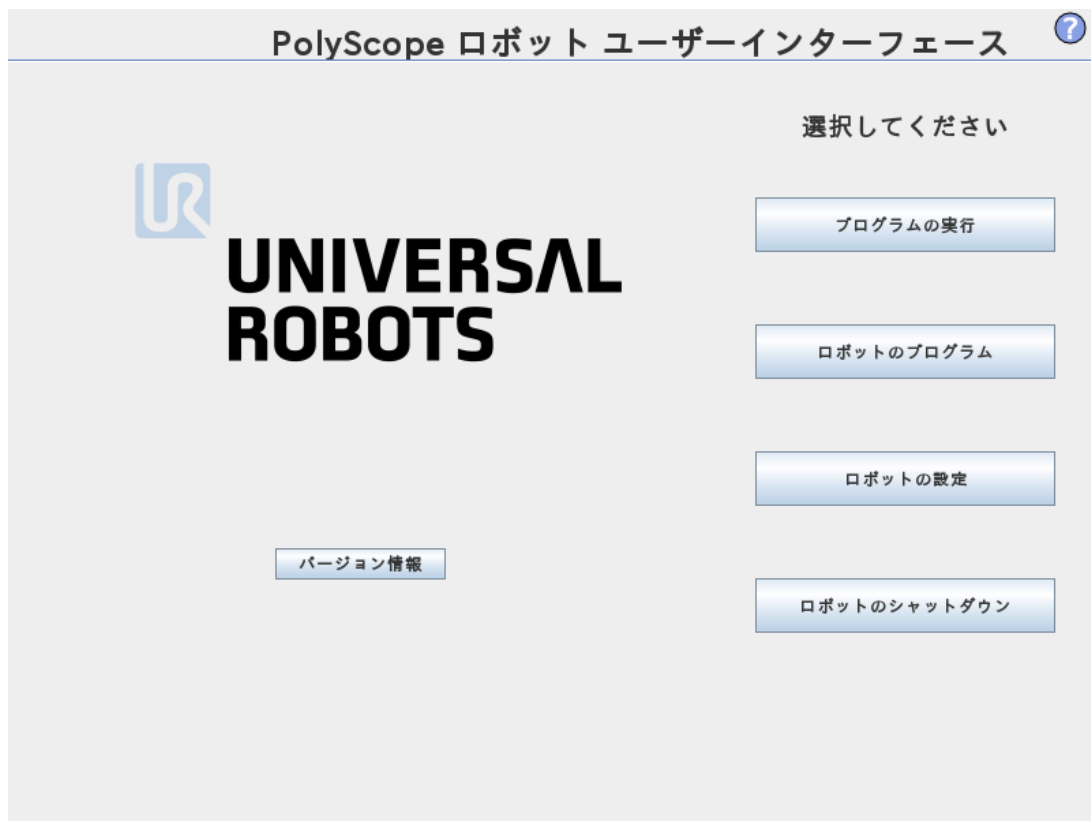 PolyScope ロボット ユーザーインターフェース
?
選択してください
UR
UNIVERSAL
ROBOTS
プログラムの実行
ロボットのプログラム
ロボットの設定
バージョン情報
ロボットのシャットダウン